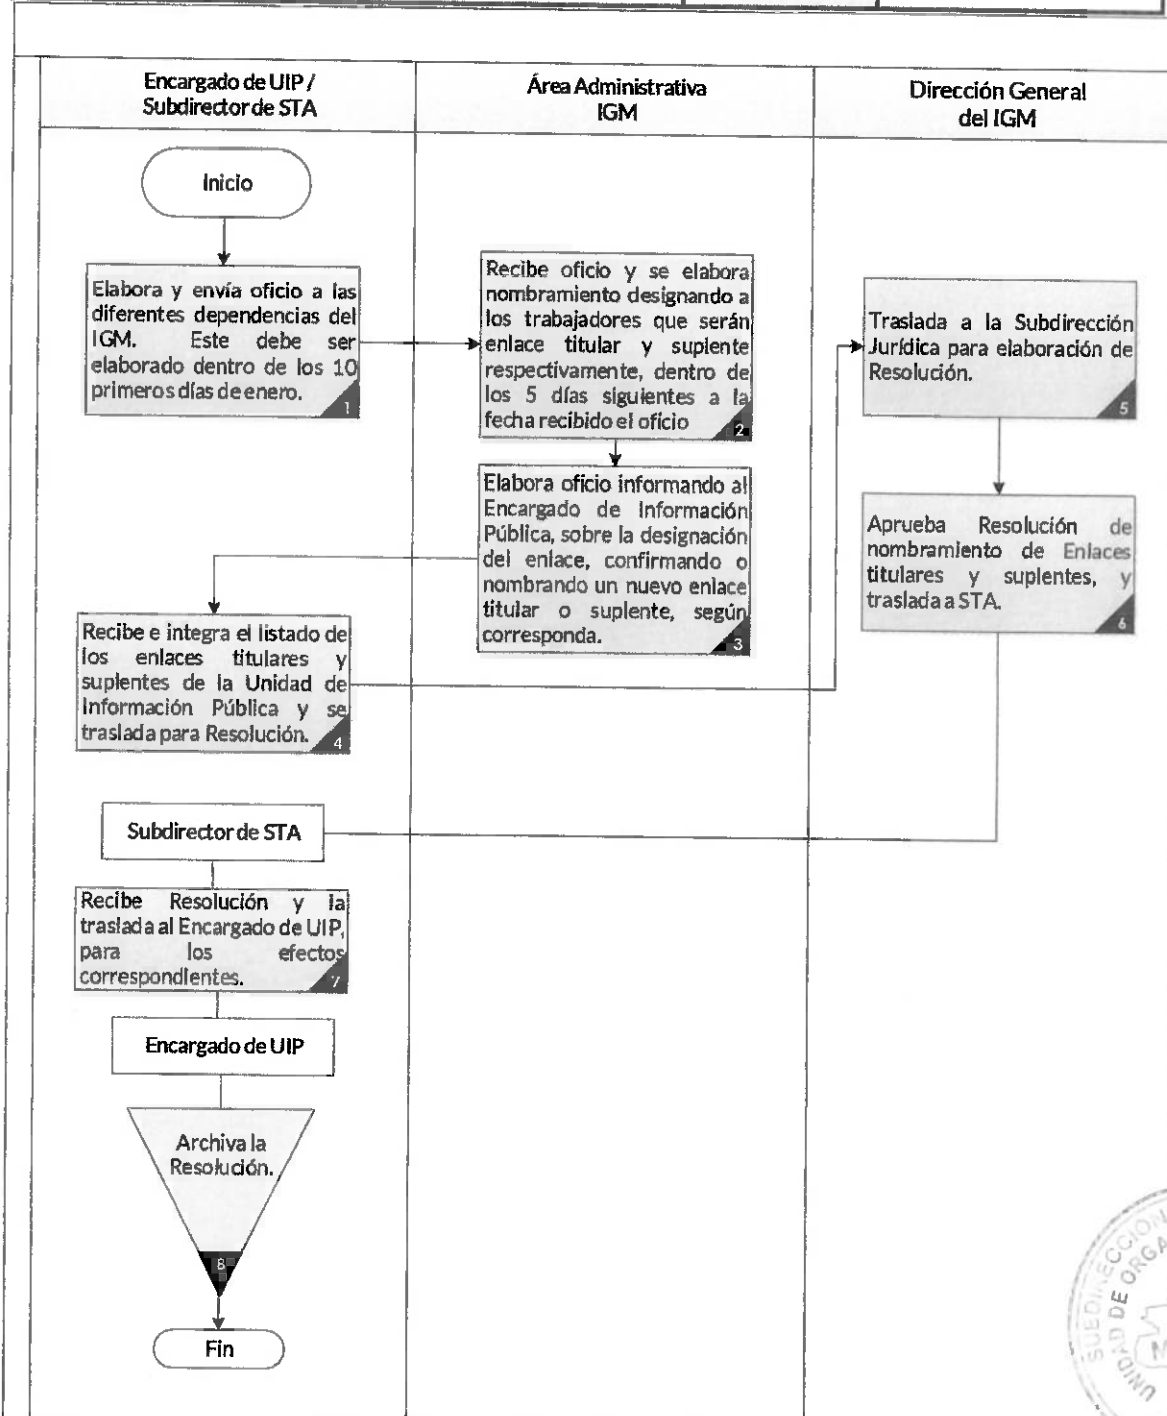 Encargado de UIP /
Subdirector de STA
Área Administrativa
IGM
Dirección General
del IGM
Inicio
Elabora y envía oficio a las
diferentes dependencias del
IGM. Este debe ser
elaborado dentro de los 10
primeros días de enero.
1
Recibe oficio y se elabora
nombramiento designando a
los trabajadores que serán
enlace titular y suplente
respectivamente, dentro de
los 5 días siguientes a la
fecha recibido el oficio
2
Elabora oficio informando al
Encargado de Información
Pública, sobre la designación
del enlace, confirmando o
nombrando un nuevo enlace
titular o suplente, según
corresponda.
3
Recibe e integra el listado de
los enlaces titulares y
suplentes de la Unidad de
Información Pública y se
traslada para Resolución.
4
Traslada a la Subdirección
Jurídica para elaboración de
Resolución.
5
Aprueba Resolución de
nombramiento de Enlaces
titulares y suplentes, y
traslada a STA.
6
Subdirector de STA
Recibe Resolución y la
traslada al Encargado de UIP,
para los efectos
correspondientes.
7
Encargado de UIP
Archiva la
Resolución.
8
Fin
UNIDAD DE